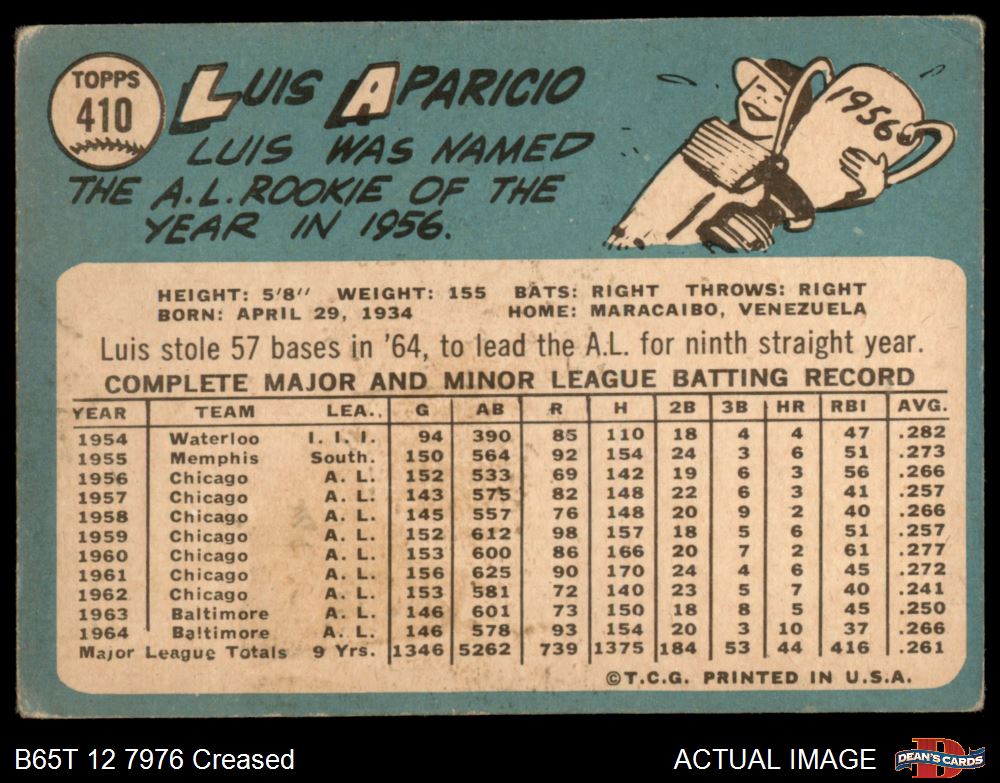 TOPPS
410
LUIS APARICIO
LUIS WAS NAMED
THE A.L. ROOKIE OF THE
YEAR IN 1956.
1956
HEIGHT: 5'8" WEIGHT: 155 BATS: RIGHT THROWS: RIGHT
BORN: APRIL 29, 1934 HOME: MARACAIBO, VENEZUELA
Luis stole 57 bases in '64, to lead the A.L. for ninth straight year.
COMPLETE MAJOR AND MINOR LEAGUE BATTING RECORD
YEAR TEAM LEA. G AB R H 2B 3B HR RBI AVG.
1954 Waterloo I. I. I. 94 390 85 110 18 4 4 47 .282
1955 Memphis South. 150 564 92 154 24 3 6 51 .273
1956 Chicago A. L. 152 533 69 142 19 6 3 56 .266
1957 Chicago A. L. 143 575 82 148 22 6 3 41 .257
1958 Chicago A. L. 145 557 76 148 20 9 2 40 .266
1959 Chicago A. L. 152 612 98 157 18 5 6 51 .257
1960 Chicago A. L. 153 600 86 166 20 7 2 61 .277
1961 Chicago A. L. 156 625 90 170 24 4 6 45 .272
1962 Chicago A. L. 153 581 72 140 23 5 7 40 .241
1963 Baltimore A. L. 146 601 73 150 18 8 5 45 .250
1964 Baltimore A. L. 146 578 93 154 20 3 10 37 .266
Major League Totals 9 Yrs. 1346 5262 739 1375 184 53 44 416 .261
©T.C.G. PRINTED IN U.S.A.
B65T 12 7976 Creased
ACTUAL IMAGE
D
DEAN'S CARDS